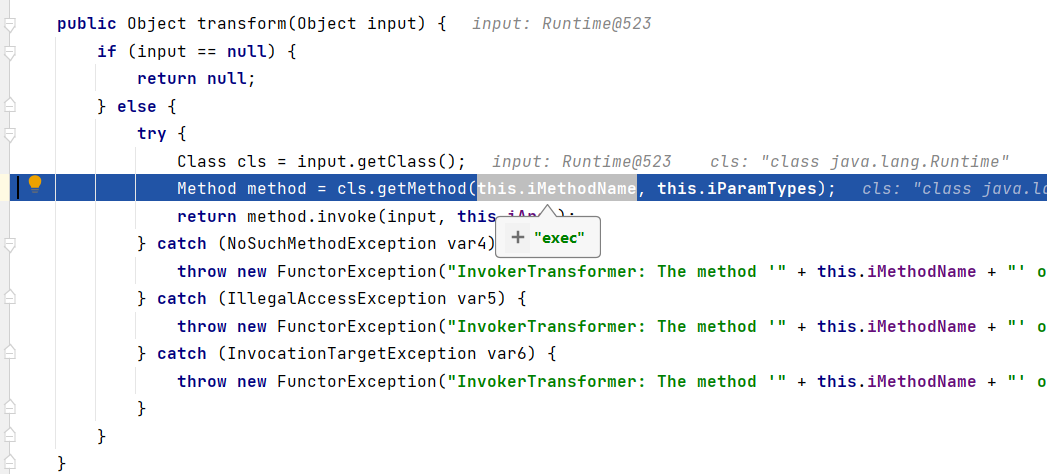 public Object transform(Object input) {   input: Runtime@523
    if (input == null) {
        return null;
    } else {
        try {
            Class cls = input.getClass();   input: Runtime@523    cls: "class java.lang.Runtime"
            Method method = cls.getMethod(this.iMethodName, this.iParamTypes);   cls: "class java.la
            return method.invoke(input, this.iArgs);
+ "exec"
        } catch (NoSuchMethodException var4)
            throw new FunctorException("InvokerTransformer: The method '" + this.iMethodName + "' o
        } catch (IllegalAccessException var5) {
            throw new FunctorException("InvokerTransformer: The method '" + this.iMethodName + "' o
        } catch (InvocationTargetException var6) {
            throw new FunctorException("InvokerTransformer: The method '" + this.iMethodName + "' o
        }
    }
}